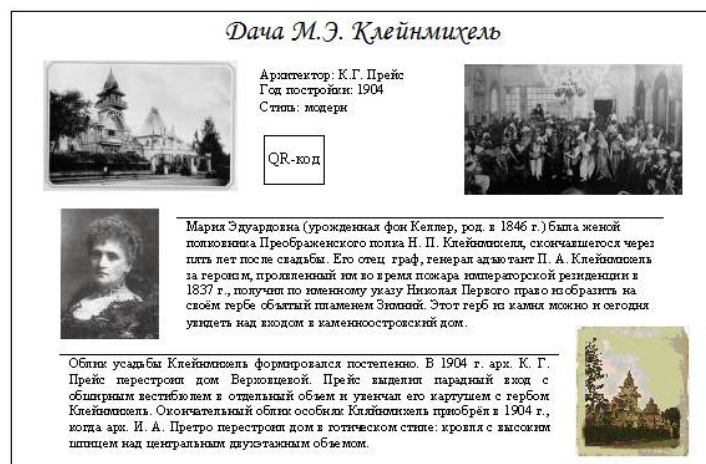 Дача М.Э. Клейнмихель
Архитектор: К.Г. Прейс
Год постройки: 1904
Стиль: модерн
QR-код
Мария Эдуардовна (урожденная фон Келлер, род. в 1846 г.) была женой
полковника Преображенского полка Н. П. Клейнмихеля, скончавшегося через
пять лет после свадьбы. Его отец граф, генерал адъютант П. А. Клейнмихель
за героизм, проявленный им во время пожара императорской резиденции в
1837 г., получил по именному указу Николая Первого право изобразить на
своём гербе объятый пламенем Зимний. Этот герб из камня можно и сегодня
увидеть над входом в каменноостровский дом.
Облик усадьбы Клейнмихель формировался постепенно. В 1904 г. арх. К. Г.
Прейс перестроил дом Верховцевой. Прейс выделил парадный вход с
обширным вестибюлем в отдельный объем и увенчал его картушем с гербом
Клейнмихель. Окончательный облик особняк Кляйнмихель приобрёл в 1904 г.,
когда арх. И. А. Претро перестроил дом в готическом стиле: кровля с высоким
шпицем над центральным двухэтажным объемом.